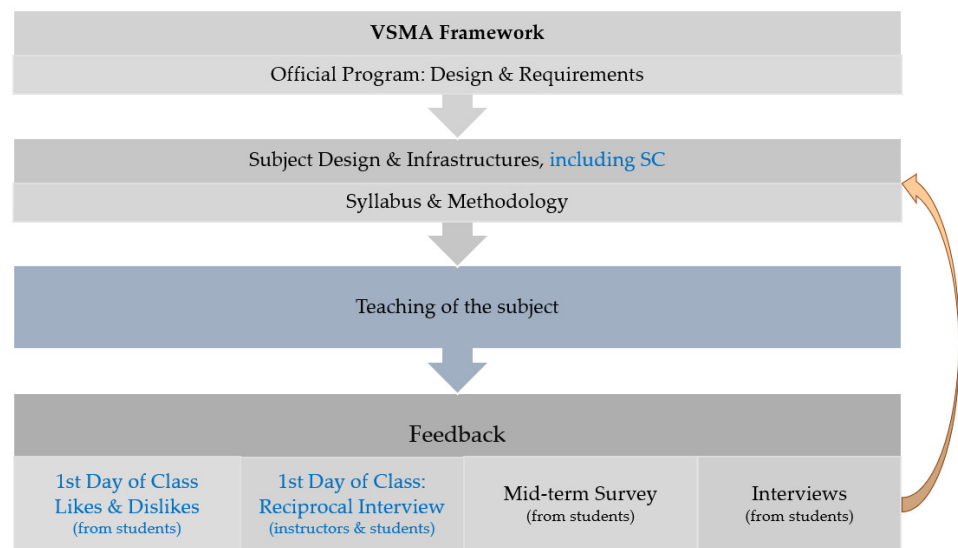 VSMA Framework
Official Program: Design & Requirements
Subject Design & Infrastructures, including SC
Syllabus & Methodology
Teaching of the subject
Feedback
1st Day of Class
Likes & Dislikes
(from students)
1st Day of Class:
Reciprocal Interview
(instructors & students)
Mid-term Survey
(from students)
Interviews
(from students)